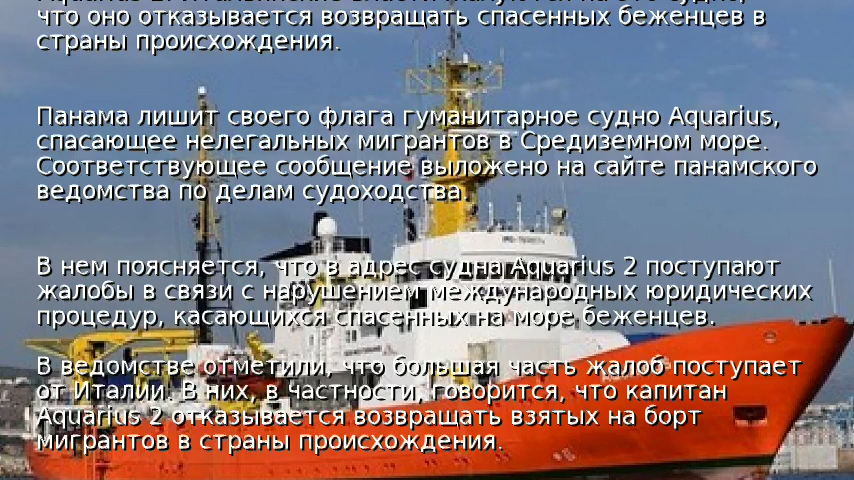 что оно отказывается возвращать спасенных беженцев в
страны происхождения.
Панама лишит своего флага гуманитарное судно Aquarius,
спасающее нелегальных мигрантов в Средиземном море.
Соответствующее сообщение выложено на сайте панамского
ведомства по делам судоходства.
В нем поясняется, что в адрес судна Aquarius 2 поступают
жалобы в связи с нарушением международных юридических
процедур, касающихся спасенных на море беженцев.
В ведомстве отметили, что большая часть жалоб поступает
от Италии. В них, в частности, говорится, что капитан
Aquarius 2 отказывается возвращать взятых на борт
мигрантов в страны происхождения.